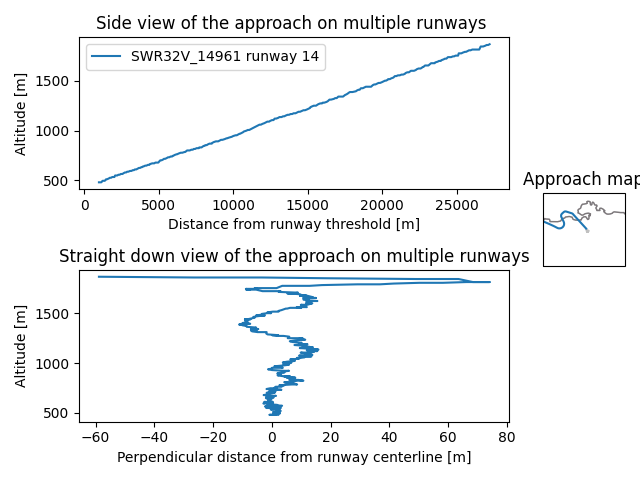 Side view of the approach on multiple runways
SWR32V_14961 runway 14
Altitude [m]
1500
1000
500
0 5000 10000 15000 20000 25000
Distance from runway threshold [m]
Approach map
Straight down view of the approach on multiple runways
Altitude [m]
1500
1000
500
−60 −40 −20 0 20 40 60 80
Perpendicular distance from runway centerline [m]